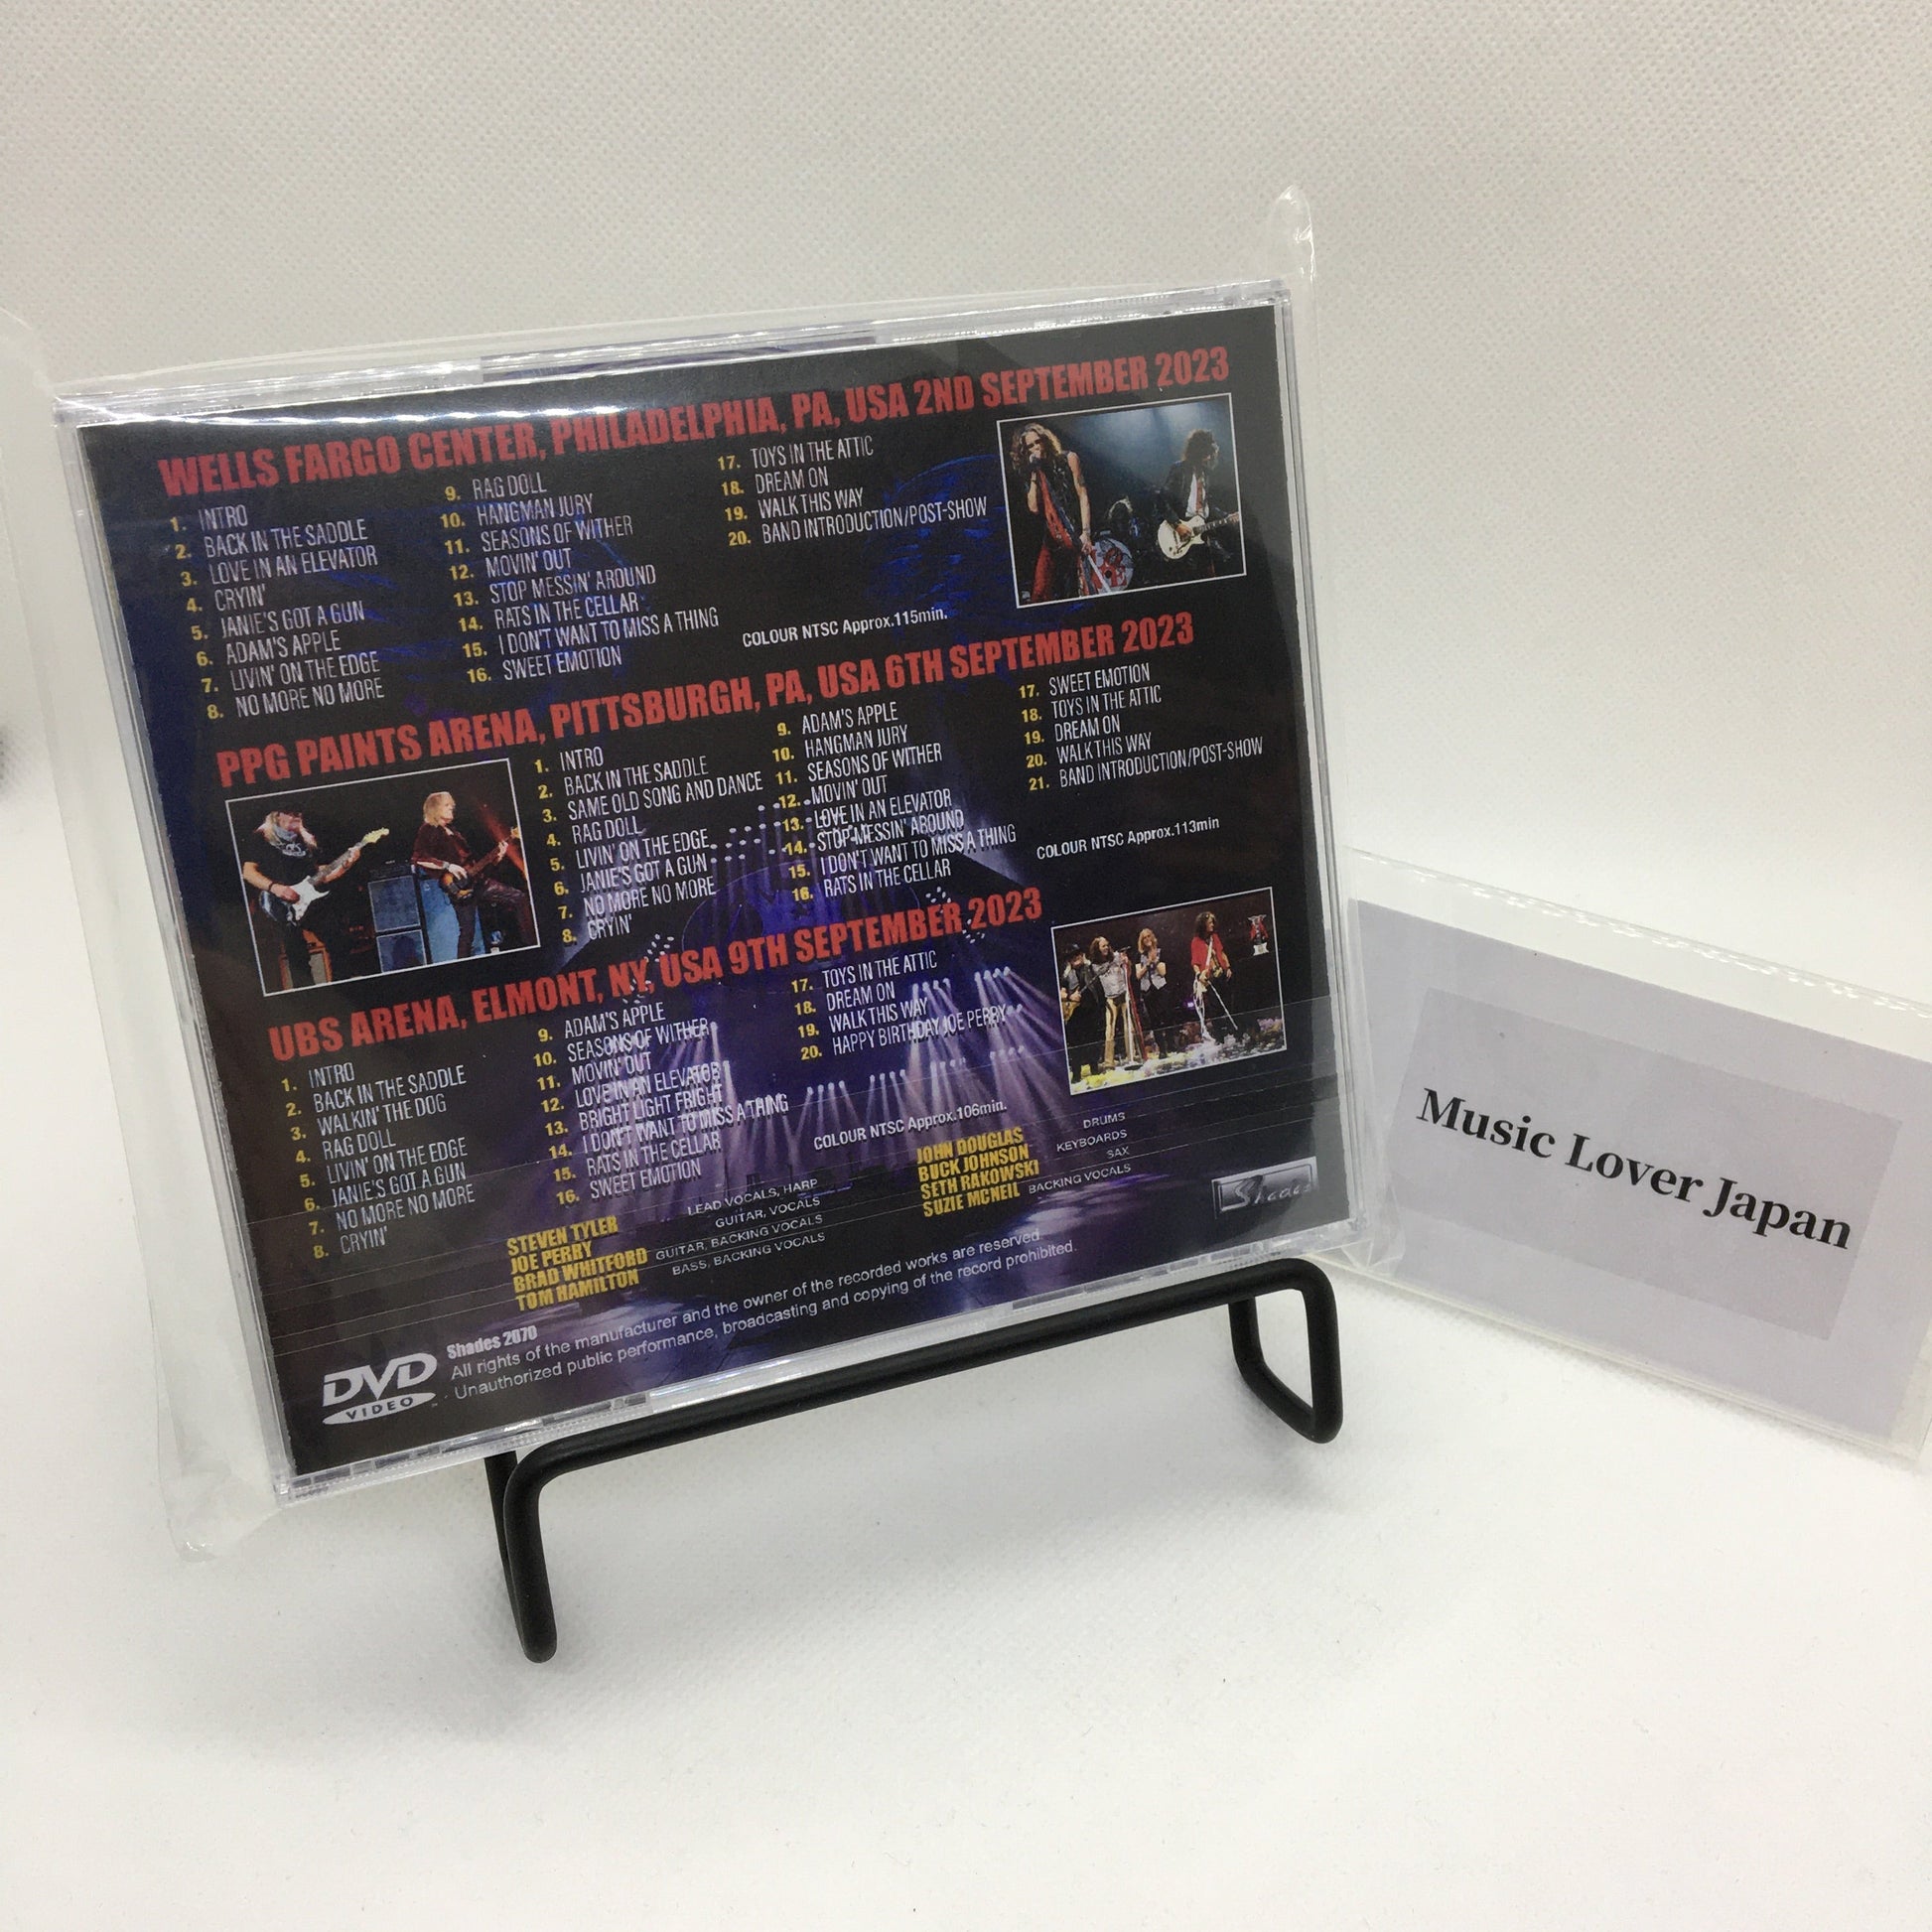 WELLS FARGO CENTER, PHILADELPHIA, PA, USA 2ND SEPTEMBER 2023
1. INTRO
2. BACK IN THE SADDLE
3. LOVE IN AN ELEVATOR
4. CRYIN'
5. JANIE'S GOT A GUN
6. ADAM'S APPLE
7. LIVIN' ON THE EDGE
8. NO MORE NO MORE
9. RAG DOLL
10. HANGMAN JURY
11. SEASONS OF WITHER
12. MOVIN' OUT
13. STOP MESSIN' AROUND
14. RATS IN THE CELLAR
15. I DON'T WANT TO MISS A THING
16. SWEET EMOTION
17. TOYS IN THE ATTIC
18. DREAM ON
19. WALK THIS WAY
20. BAND INTRODUCTION/POST-SHOW
COLOUR NTSC Approx.115min.
PPG PAINTS ARENA, PITTSBURGH, PA, USA 6TH SEPTEMBER 2023
1. INTRO
2. BACK IN THE SADDLE
3. SAME OLD SONG AND DANCE
4. RAG DOLL
5. LIVIN' ON THE EDGE
6. JANIE'S GOT A GUN
7. NO MORE NO MORE
8. CRYIN'
9. ADAM'S APPLE
10. HANGMAN JURY
11. SEASONS OF WITHER
12. MOVIN' OUT
13. LOVE IN AN ELEVATOR
14. STOP MESSIN' AROUND
15. I DON'T WANT TO MISS A THING
16. RATS IN THE CELLAR
17. SWEET EMOTION
18. TOYS IN THE ATTIC
19. DREAM ON
20. WALK THIS WAY
21. BAND INTRODUCTION/POST-SHOW
COLOUR NTSC Approx.113min
UBS ARENA, ELMONT, NY, USA 9TH SEPTEMBER 2023
1. INTRO
2. BACK IN THE SADDLE
3. WALKIN' THE DOG
4. RAG DOLL
5. LIVIN' ON THE EDGE
6. JANIE'S GOT A GUN
7. NO MORE NO MORE
8. CRYIN'
9. ADAM'S APPLE
10. SEASONS OF WITHER
11. MOVIN' OUT
12. LOVE IN AN ELEVATOR
13. BRIGHT LIGHT FRIGHT
14. I DON'T WANT TO MISS A THING
15. RATS IN THE CELLAR
16. SWEET EMOTION
17. TOYS IN THE ATTIC
18. DREAM ON
19. WALK THIS WAY
20. HAPPY BIRTHDAY JOE PERRY
COLOUR NTSC Approx.106min.
STEVEN TYLER LEAD VOCALS, HARP
JOE PERRY GUITAR, VOCALS
BRAD WHITFORD GUITAR, BACKING VOCALS
TOM HAMILTON BASS, BACKING VOCALS
JOHN DOUGLAS DRUMS
BUCK JOHNSON KEYBOARDS
SETH RAKOWSKI SAX
SUZIE MCNEIL BACKING VOCALS
Shades
DVD VIDEO
Shades 2070
All rights of the manufacturer and the owner of the recorded works are reserved
Unauthorized public performance, broadcasting and copying of the record prohibited.
Music Lover Japan